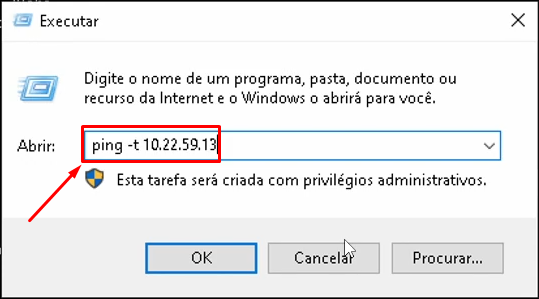 Executar
Digite o nome de um programa, pasta, documento ou
recurso da Internet e o Windows o abrirá para você.
Abrir: ping -t 10.22.59.13
Esta tarefa será criada com privilégios administrativos.
OK Cancelar Procurar...